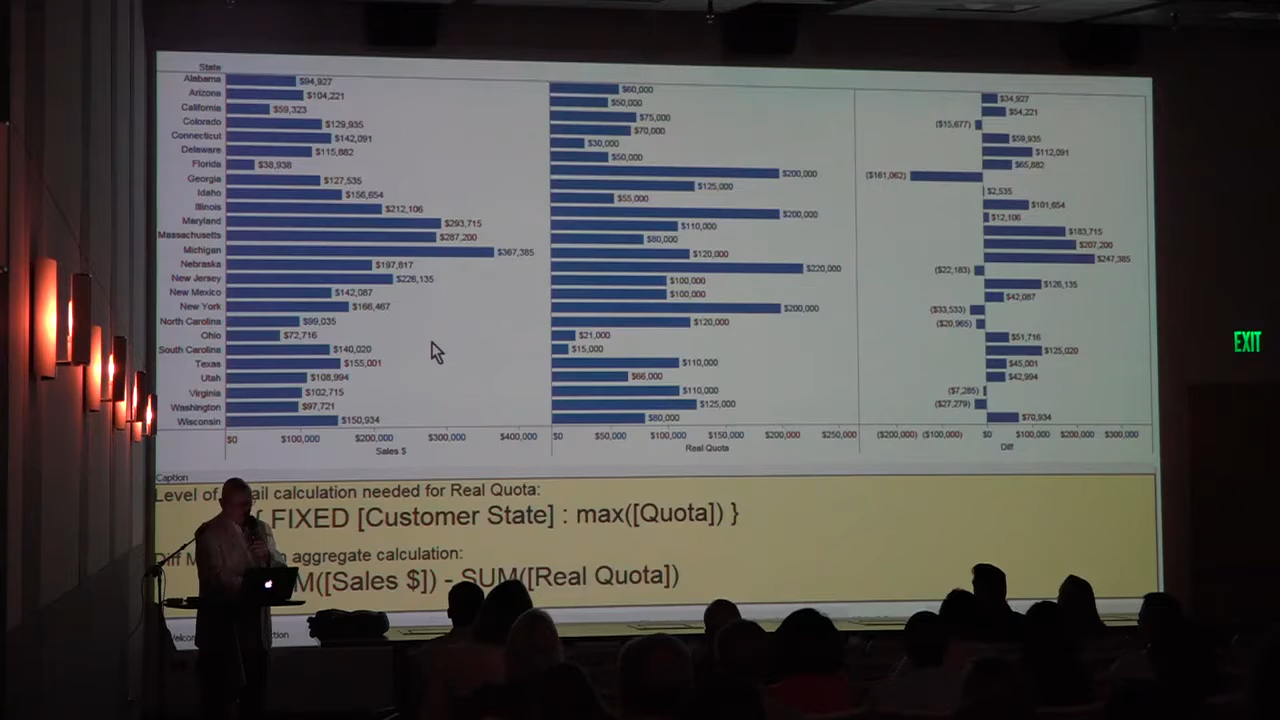 State
Alabama $94,927 $60,000 $34,927
Arizona $104,221 $50,000 $54,221
California $59,323 $75,000 ($15,677)
Colorado $129,935 $70,000 $59,935
Connecticut $142,091 $30,000 $112,091
Delaware $115,882 $50,000 $65,882
Florida $38,938 $200,000 ($161,062)
Georgia $127,535 $125,000 $2,535
Idaho $156,654 $55,000 $101,654
Illinois $212,106 $200,000 $12,106
Maryland $293,715 $110,000 $183,715
Massachusetts $287,200 $80,000 $207,200
Michigan $367,385 $120,000 $247,385
Nebraska $197,817 $220,000 ($22,183)
New Jersey $226,135 $100,000 $126,135
New Mexico $142,087 $100,000 $42,087
New York $166,467 $200,000 ($33,533)
North Carolina $99,035 $120,000 ($20,965)
Ohio $72,716 $21,000 $51,716
South Carolina $140,020 $15,000 $125,020
Texas $155,001 $110,000 $45,001
Utah $108,994 $66,000 $42,994
Virginia $102,715 $110,000 ($7,285)
Washington $97,721 $125,000 ($27,279)
Wisconsin $150,934 $80,000 $70,934
$0 $100,000 $200,000 $300,000 $400,000 $0 $50,000 $100,000 $150,000 $200,000 $250,000 ($200,000) ($100,000) $0 $100,000 $200,000 $300,000
Sales $ Real Quota Diff
Caption
Level of ail calculation needed for Real Quota:
{ FIXED [Customer State] : max([Quota]) }
Diff M aggregate calculation:
M([Sales $]) - SUM([Real Quota])
EXIT